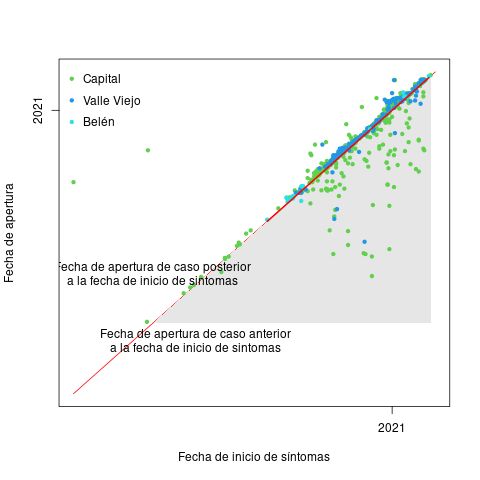 Capital
Valle Viejo
Belén
2021
Fecha de apertura
Fecha de apertura de caso posterior
a la fecha de inicio de síntomas
Fecha de apertura de caso anterior
a la fecha de inicio de sintomas
2021
Fecha de inicio de síntomas